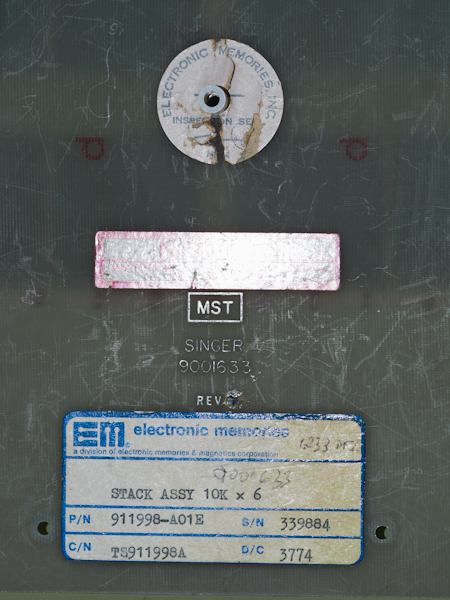 ELECTRONIC MEMORIES, INC
INSPECTION SEAL
MST
SINGER
9001633
REV
EM electronic memories
a division of electronic memories & magnetics corporation
9001633
STACK ASSY 10K × 6
P/N 911998-A01E S/N 339884
C/N TS911998A D/C 3774